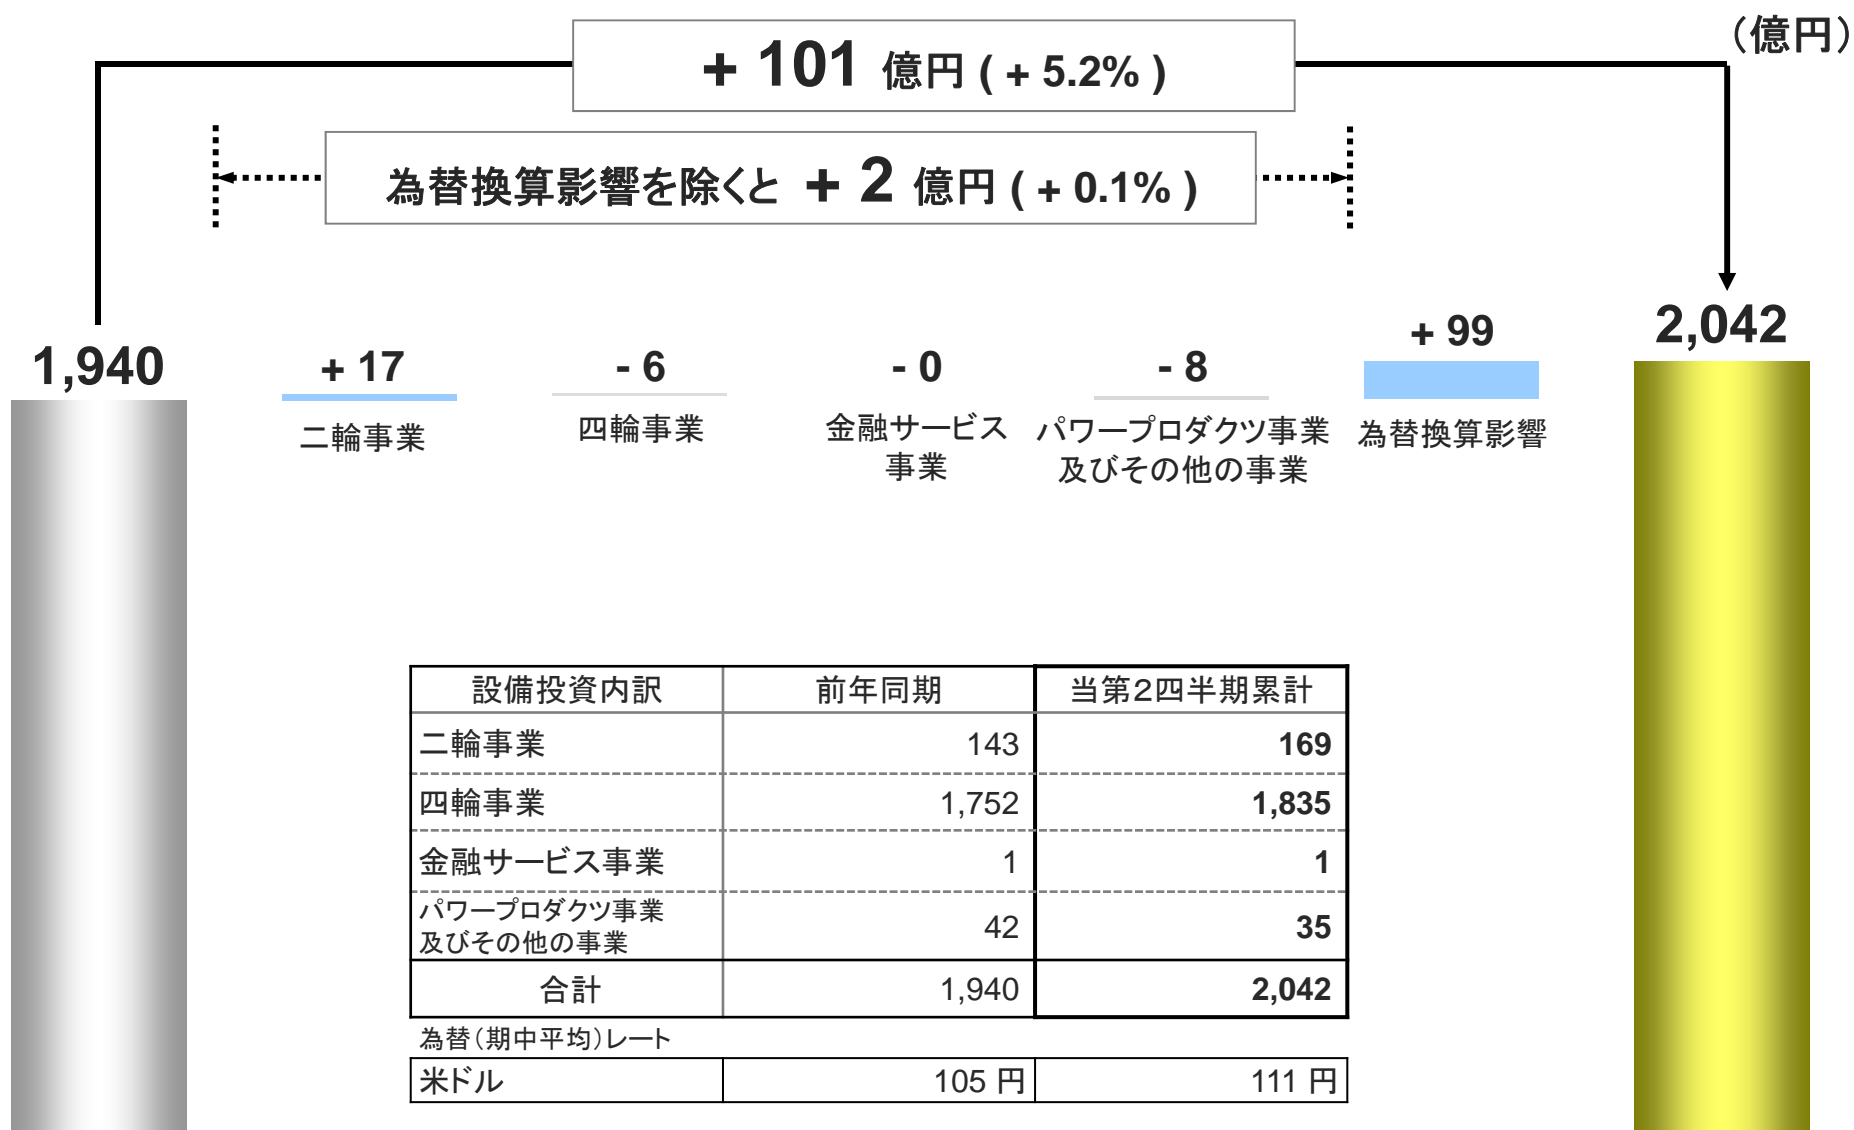 （億円）
+ 101 億円 ( + 5.2% )
為替換算影響を除くと + 2 億円 ( + 0.1% )
1,940
+ 17
二輪事業
- 6
四輪事業
- 0
金融サービス
事業
- 8
パワープロダクツ事業
及びその他の事業
+ 99
為替換算影響
2,042
設備投資内訳 前年同期 当第２四半期累計
二輪事業 143 169
四輪事業 1,752 1,835
金融サービス事業 1 1
パワープロダクツ事業
及びその他の事業 42 35
合計 1,940 2,042
為替（期中平均）レート
米ドル 105 円 111 円